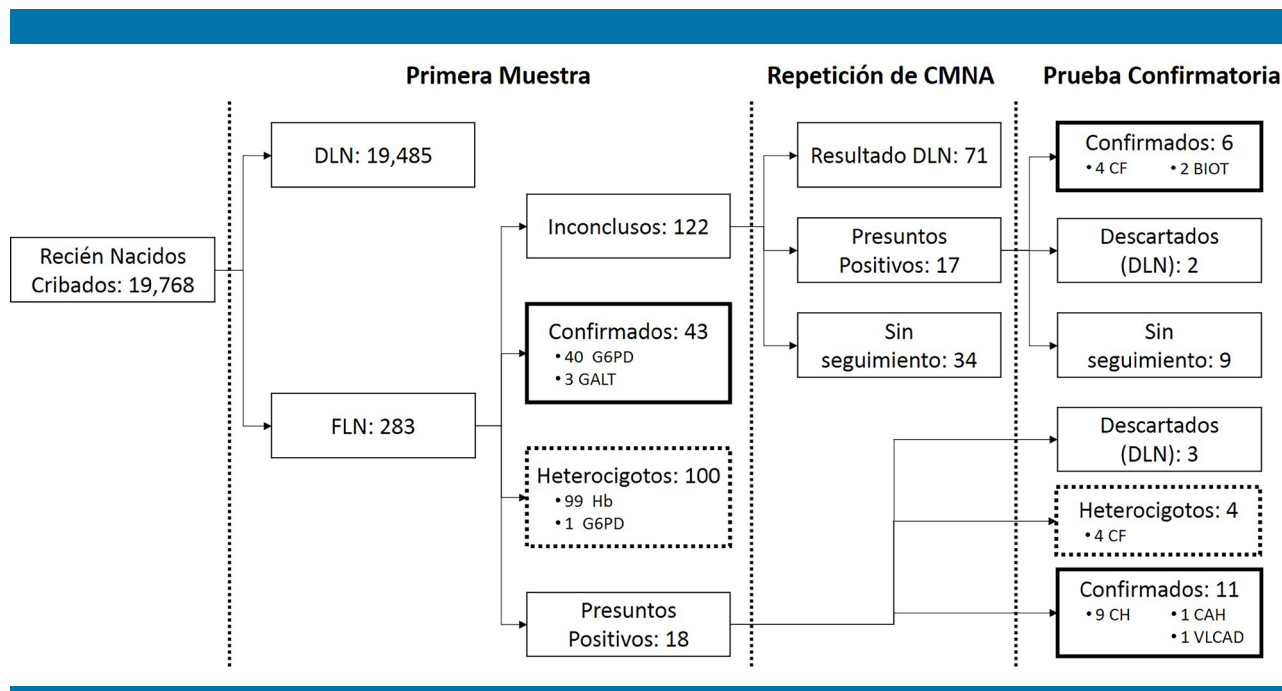 Primera Muestra
Repetición de CMNA
Prueba Confirmatoria
Recién Nacidos
Cribados: 19,768
DLN: 19,485
FLN: 283
Inconclusos: 122
Confirmados: 43
• 40 G6PD
• 3 GALT
Heterocigotos: 100
• 99 Hb
• 1 G6PD
Presuntos
Positivos: 18
Resultado DLN: 71
Presuntos
Positivos: 17
Sin
seguimiento: 34
Confirmados: 6
• 4 CF • 2 BIOT
Descartados
(DLN): 2
Sin
seguimiento: 9
Descartados
(DLN): 3
Heterocigotos: 4
• 4 CF
Confirmados: 11
• 9 CH • 1 CAH
• 1 VLCAD